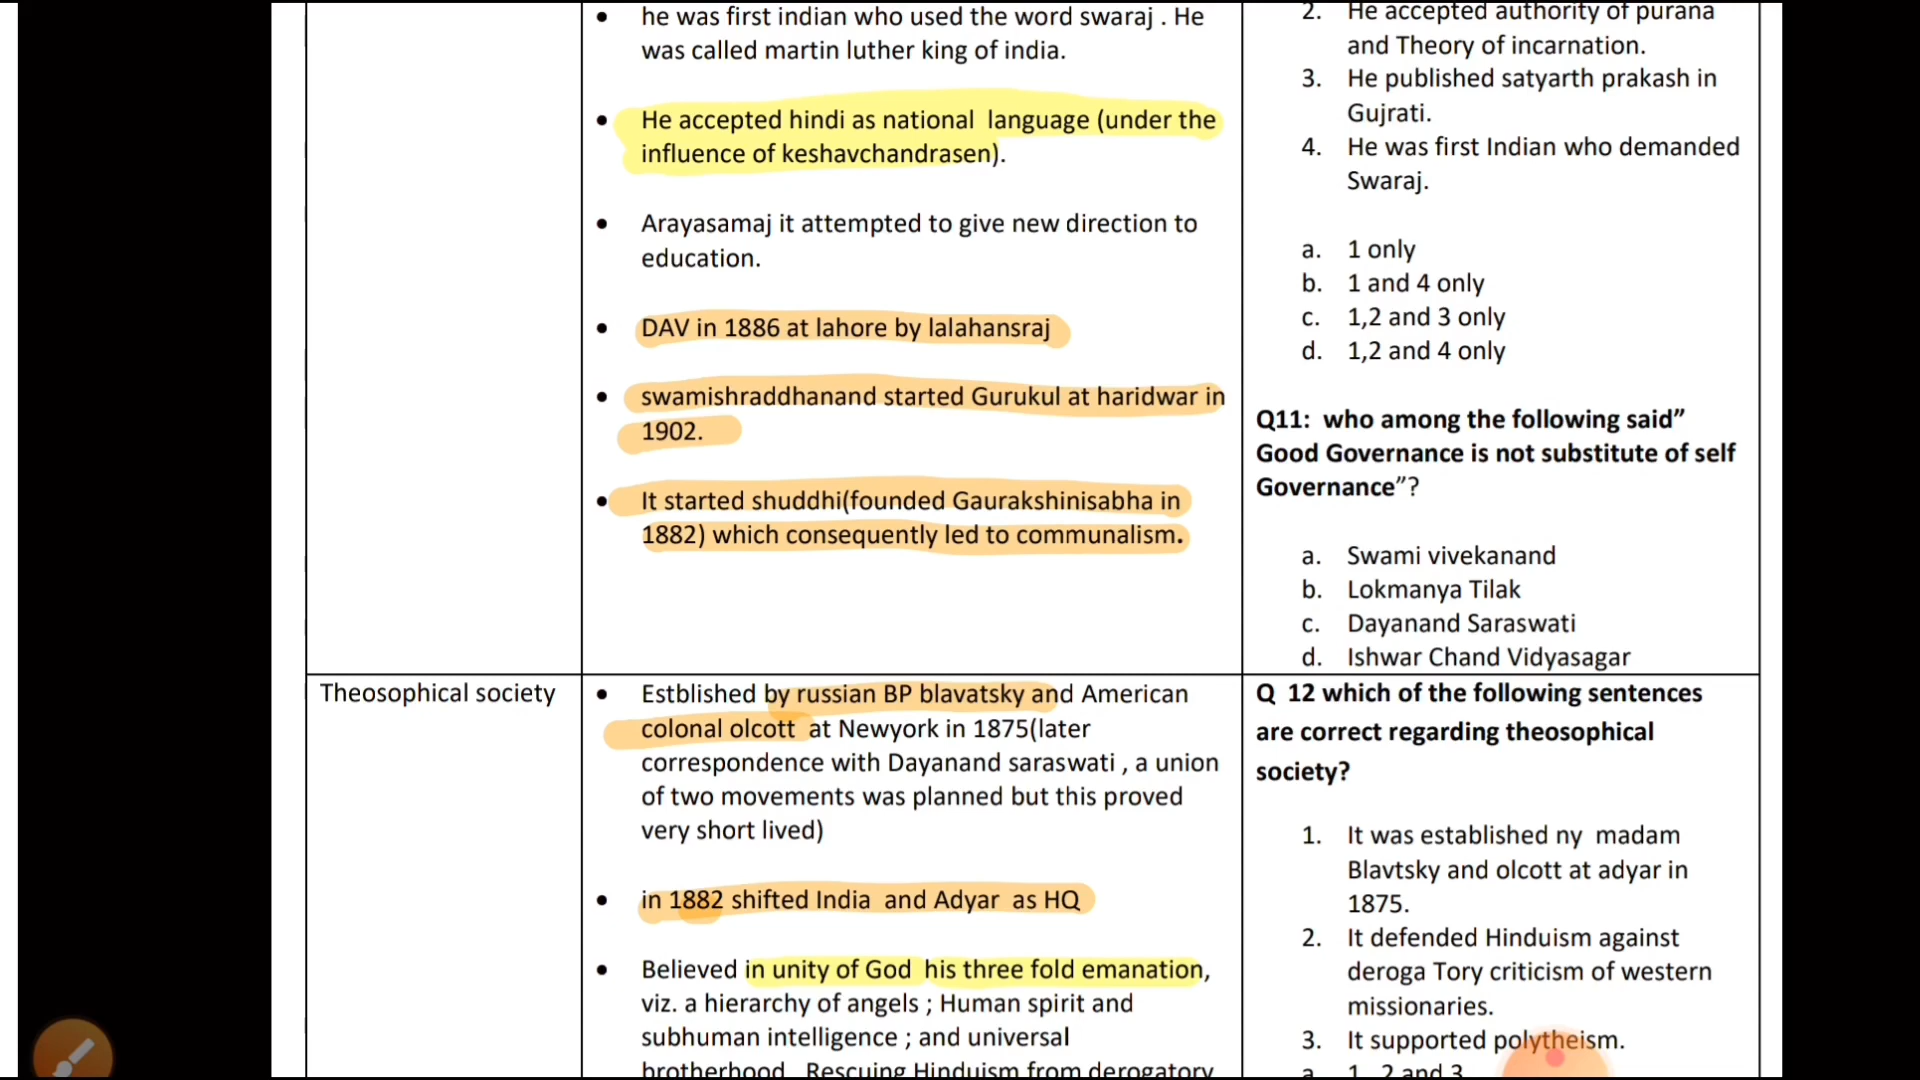 he was first indian who used the word swaraj . He
was called martin luther king of india.
He accepted hindi as national language (under the
influence of keshavchandrasen).
Arayasamaj it attempted to give new direction to
education.
DAV in 1886 at lahore by lalahansraj
swamishraddhanand started Gurukul at haridwar in
1902.
It started shuddhi(founded Gaurakshinisabha in
1882) which consequently led to communalism.
2. He accepted authority of purana
and Theory of incarnation.
3. He published satyarth prakash in
Gujrati.
4. He was first Indian who demanded
Swaraj.
a. 1 only
b. 1 and 4 only
c. 1,2 and 3 only
d. 1,2 and 4 only
Q11: who among the following said”
Good Governance is not substitute of self
Governance”?
a. Swami vivekanand
b. Lokmanya Tilak
c. Dayanand Saraswati
d. Ishwar Chand Vidyasagar
Theosophical society
Estblished by russian BP blavatsky and American
colonal olcott at Newyork in 1875(later
correspondence with Dayanand saraswati , a union
of two movements was planned but this proved
very short lived)
in 1882 shifted India and Adyar as HQ
Believed in unity of God his three fold emanation,
viz. a hierarchy of angels ; Human spirit and
subhuman intelligence ; and universal
brotherhood Rescuing Hinduism from derogatory
Q 12 which of the following sentences
are correct regarding theosophical
society?
1. It was established ny madam
Blavtsky and olcott at adyar in
1875.
2. It defended Hinduism against
deroga Tory criticism of western
missionaries.
3. It supported polytheism.
a 1 2 and 3